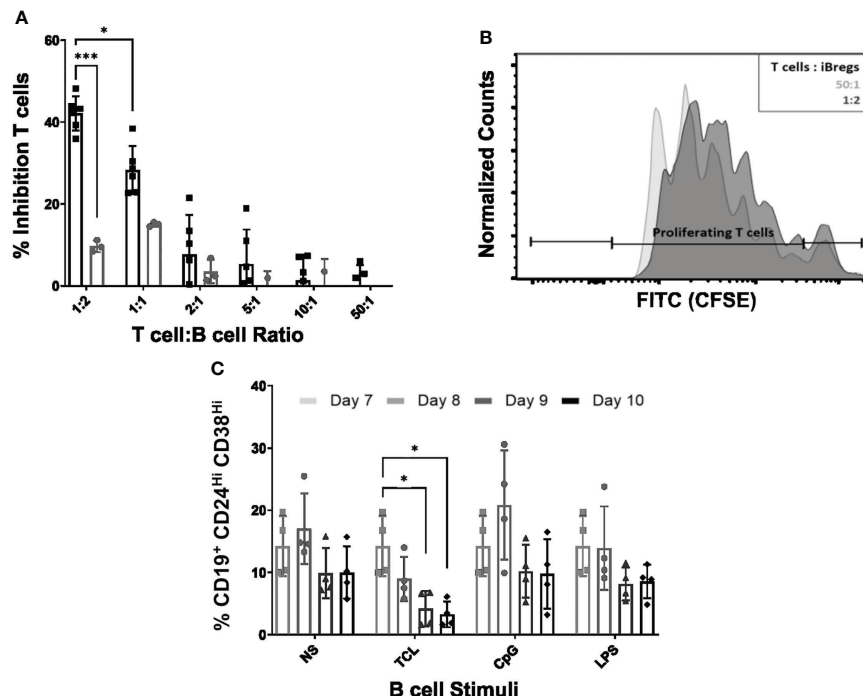 A
60
40
20
0
% Inhibition T cells
***
*
1:2
1:1
2:1
5:1
10:1
50:1
T cell:B cell Ratio
B
Normalized Counts
T cells : iBregs
50:1
1:2
Proliferating T cells
FITC (CFSE)
C
40
30
20
10
0
% CD19+ CD24Hi CD38Hi
Day 7
Day 8
Day 9
Day 10
*
*
NS
TCL
CpG
LPS
B cell Stimuli